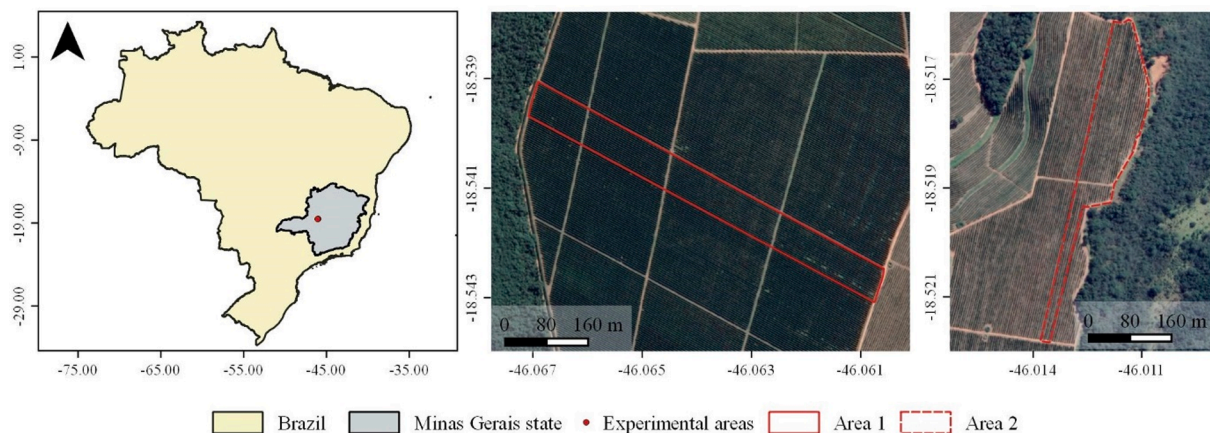 1.00
-9.00
-19.00
-29.00
-75.00 -65.00 -55.00 -45.00 -35.00
-18.539
-18.541
-18.543
0 80 160 m
-46.067 -46.065 -46.063 -46.061
-18.517
-18.519
-18.521
0 80 160 m
-46.014 -46.011
Brazil Minas Gerais state Experimental areas Area 1 Area 2